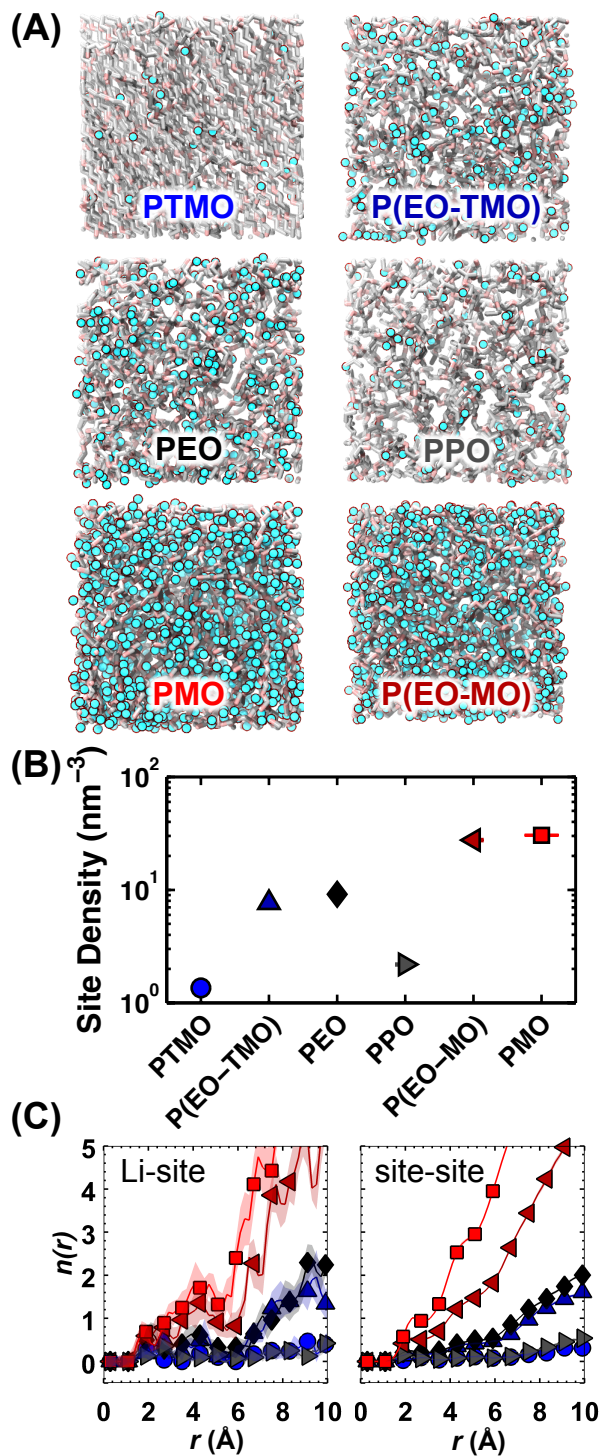 (A)
PTMO
P(EO-TMO)
PEO
PPO
PMO
P(EO-MO)
(B)
Site Density (nm⁻³)
10²
10¹
10⁰
PTMO
P(EO−TMO)
PEO
PPO
P(EO−MO)
PMO
(C)
n(r)
5
4
3
2
1
0
Li-site
site-site
0 2 4 6 8 10
0 2 4 6 8 10
r (Å)
r (Å)